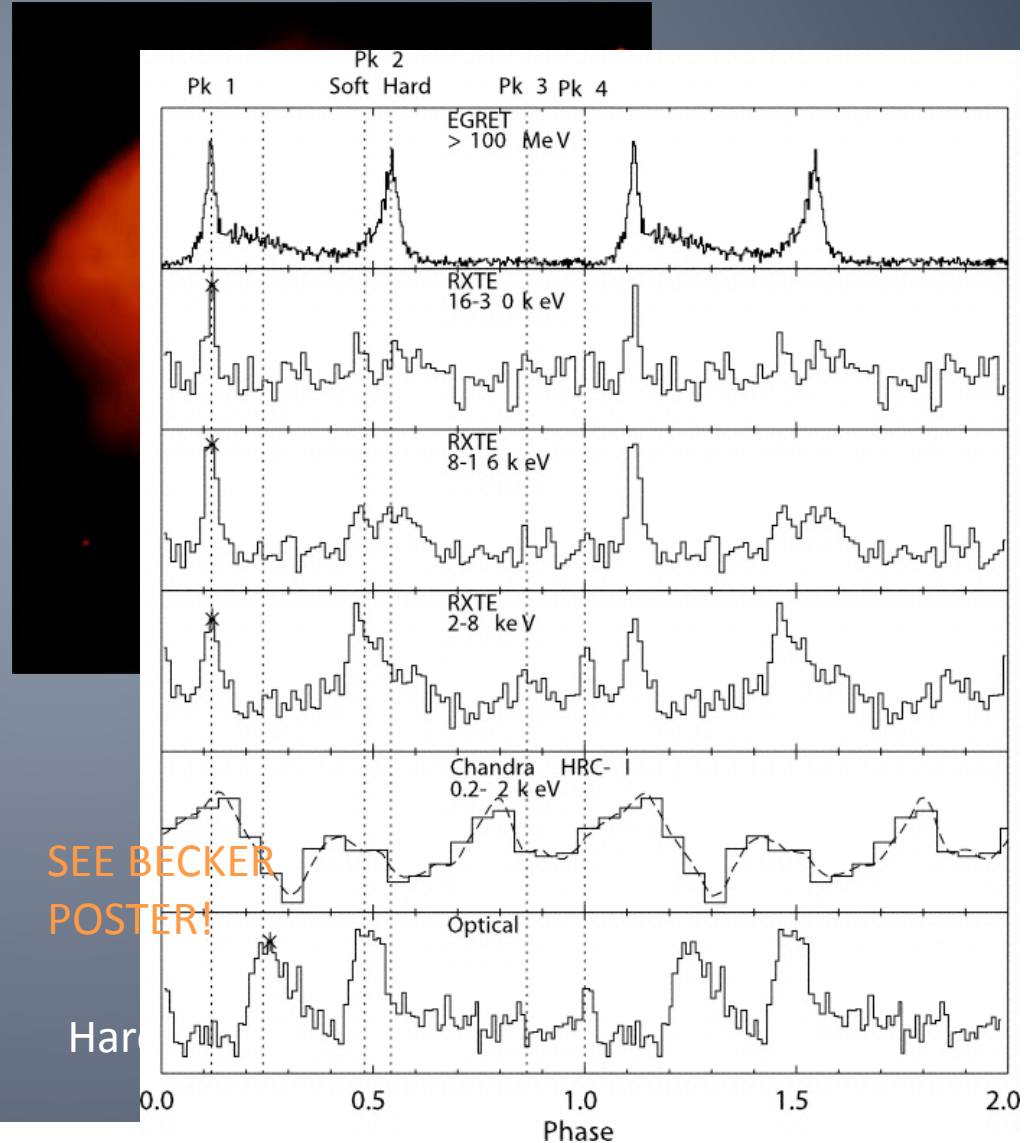 Pk 2
Pk 1 Soft Hard Pk 3 Pk 4
EGRET
> 100 MeV
RXTE
16-3 0 k eV
RXTE
8-1 6 k eV
RXTE
2-8 keV
Chandra HRC- I
0.2- 2 k eV
SEE BECKER
POSTER!
Optical
0.0 0.5 1.0 1.5 2.0
Phase